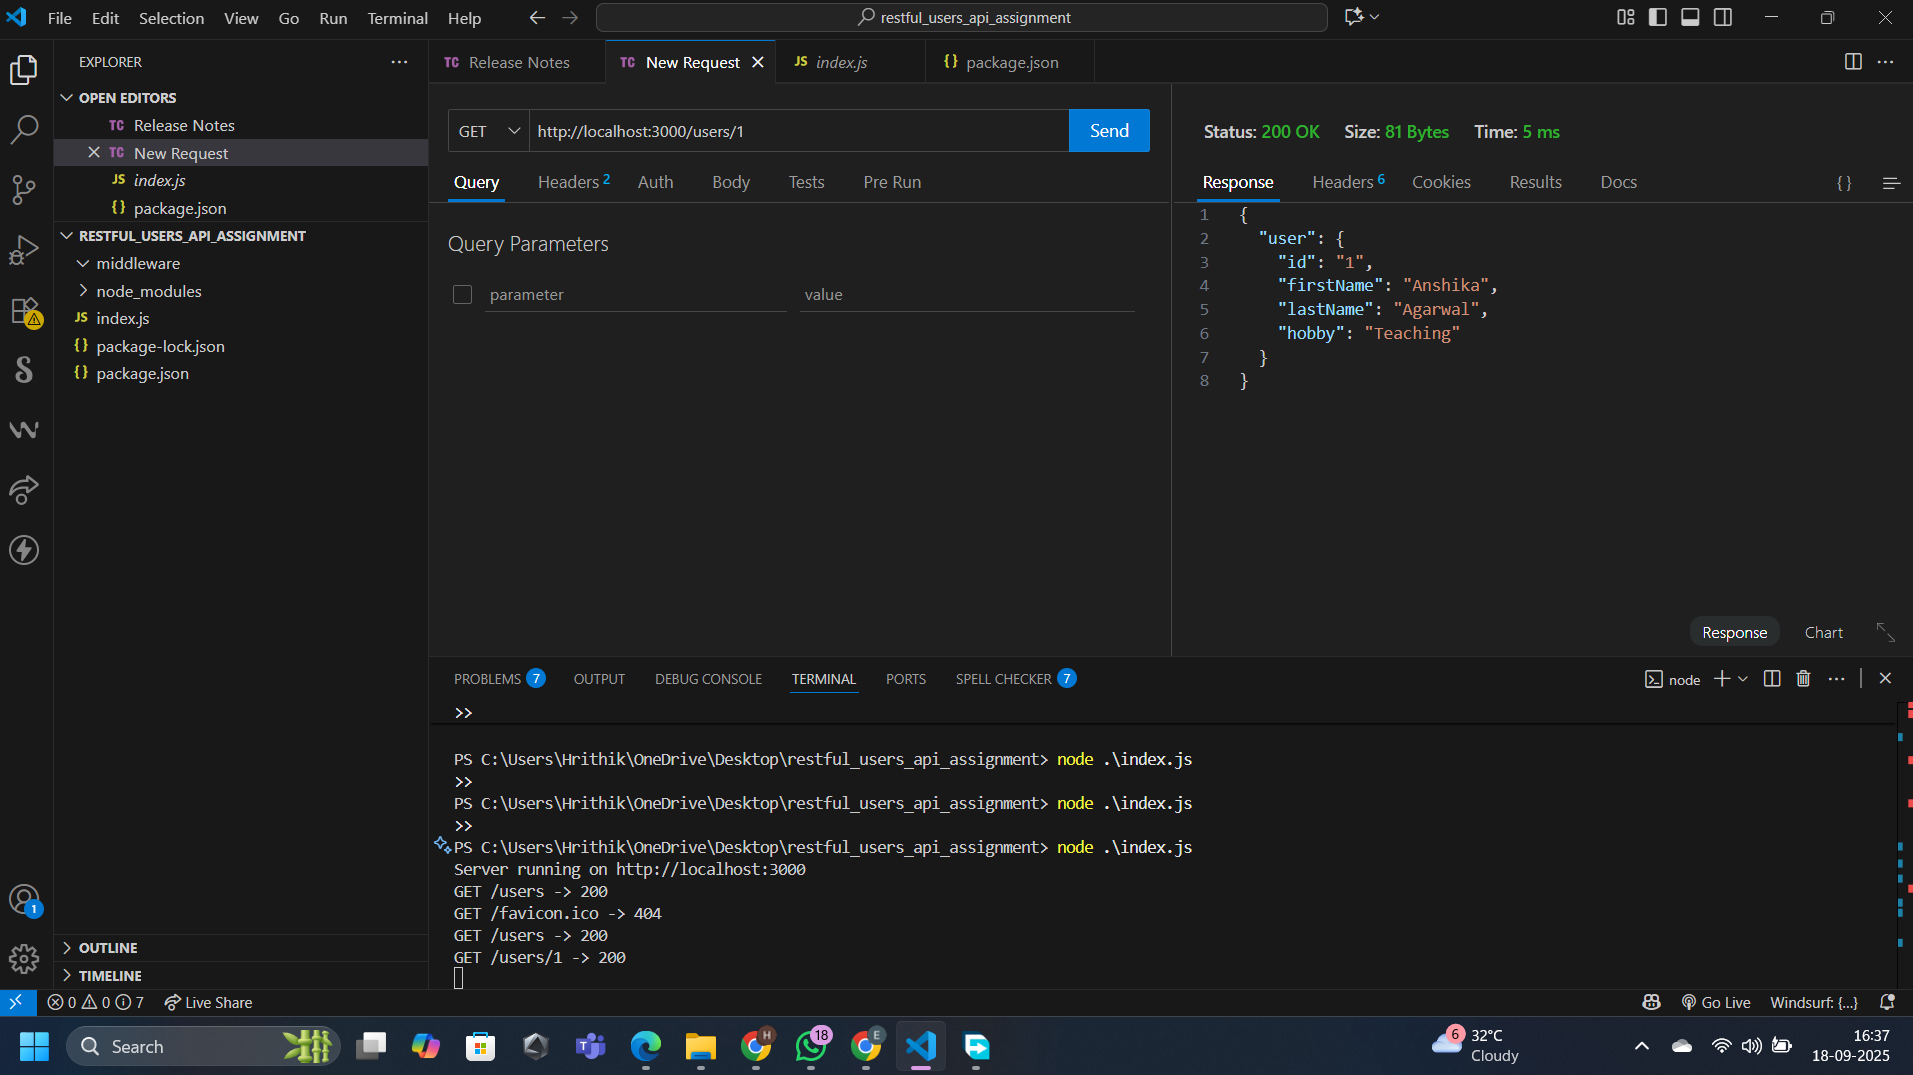 File Edit Selection View Go Run Terminal Help
restful_users_api_assignment
EXPLORER
OPEN EDITORS
TC Release Notes
TC New Request
JS index.js
{} package.json
RESTFUL_USERS_API_ASSIGNMENT
middleware
node_modules
JS index.js
{} package-lock.json
{} package.json
OUTLINE
TIMELINE
TC Release Notes TC New Request JS index.js {} package.json
GET http://localhost:3000/users/1 Send
Query Headers 2 Auth Body Tests Pre Run
Query Parameters
parameter value
Status: 200 OK Size: 81 Bytes Time: 5 ms
Response Headers 6 Cookies Results Docs {}
1 {
2 "user": {
3 "id": "1",
4 "firstName": "Anshika",
5 "lastName": "Agarwal",
6 "hobby": "Teaching"
7 }
8 }
Response Chart
PROBLEMS 7 OUTPUT DEBUG CONSOLE TERMINAL PORTS SPELL CHECKER 7 node
>>
PS C:\Users\Hrithik\OneDrive\Desktop\restful_users_api_assignment> node .\index.js
>>
PS C:\Users\Hrithik\OneDrive\Desktop\restful_users_api_assignment> node .\index.js
>>
PS C:\Users\Hrithik\OneDrive\Desktop\restful_users_api_assignment> node .\index.js
Server running on http://localhost:3000
GET /users -> 200
GET /favicon.ico -> 404
GET /users -> 200
GET /users/1 -> 200
1
0 0 7 Live Share Go Live Windsurf: {...}
Search
T
H
18
E
6
32°C
Cloudy
16:37
18-09-2025